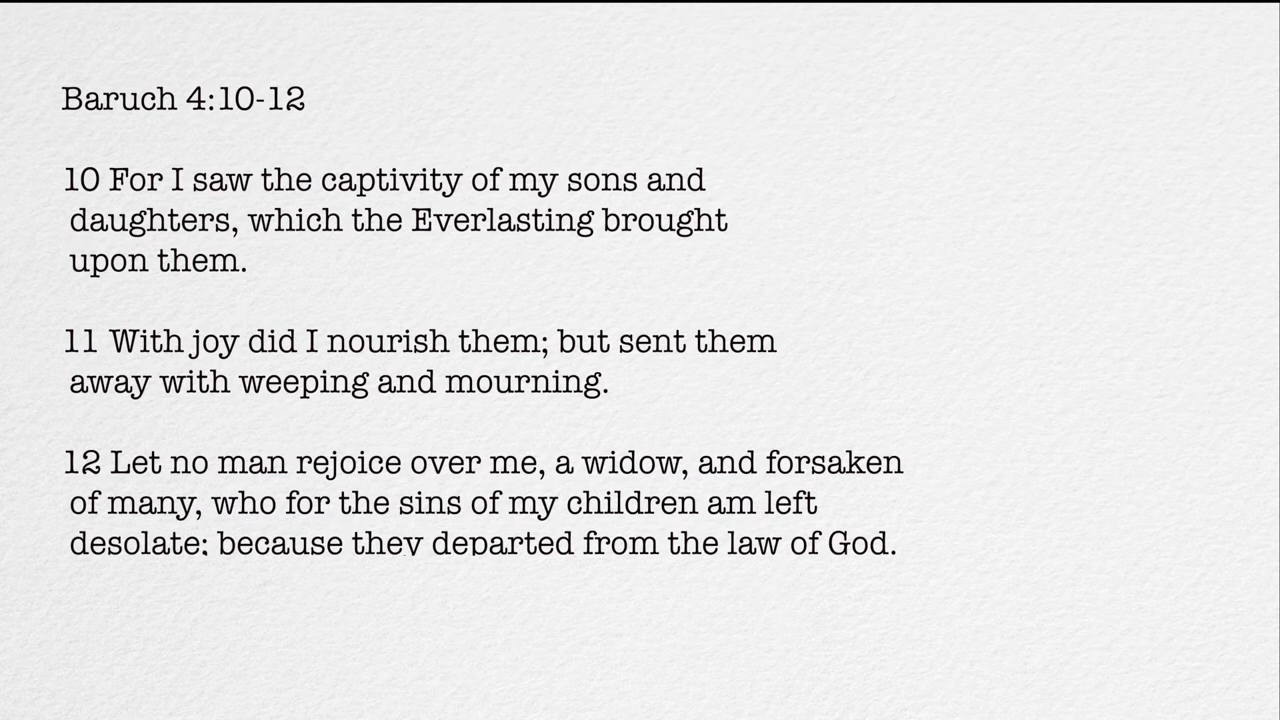 Baruch 4:10-12
10 For I saw the captivity of my sons and
daughters, which the Everlasting brought
upon them.
11 With joy did I nourish them; but sent them
away with weeping and mourning.
12 Let no man rejoice over me, a widow, and forsaken
of many, who for the sins of my children am left
desolate; because they departed from the law of God.